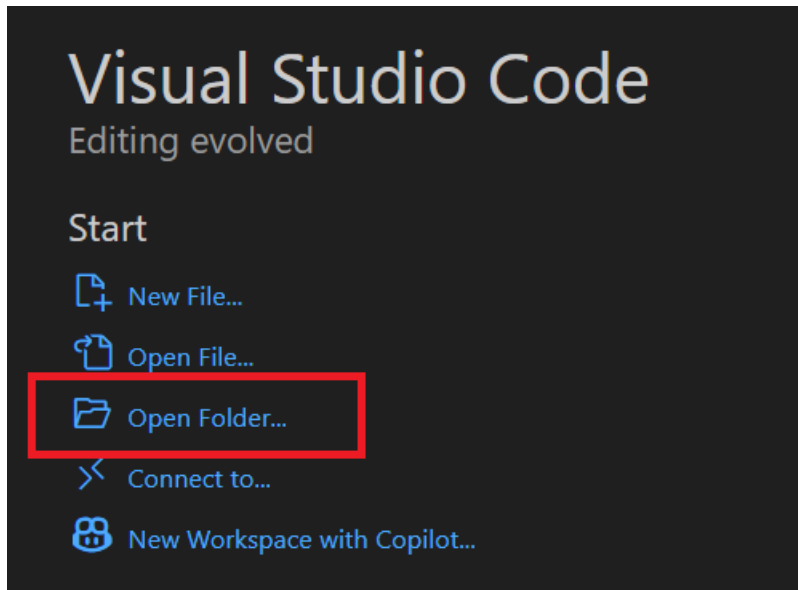 Visual Studio Code
Editing evolved
Start
New File...
Open File...
Open Folder...
Connect to...
New Workspace with Copilot...